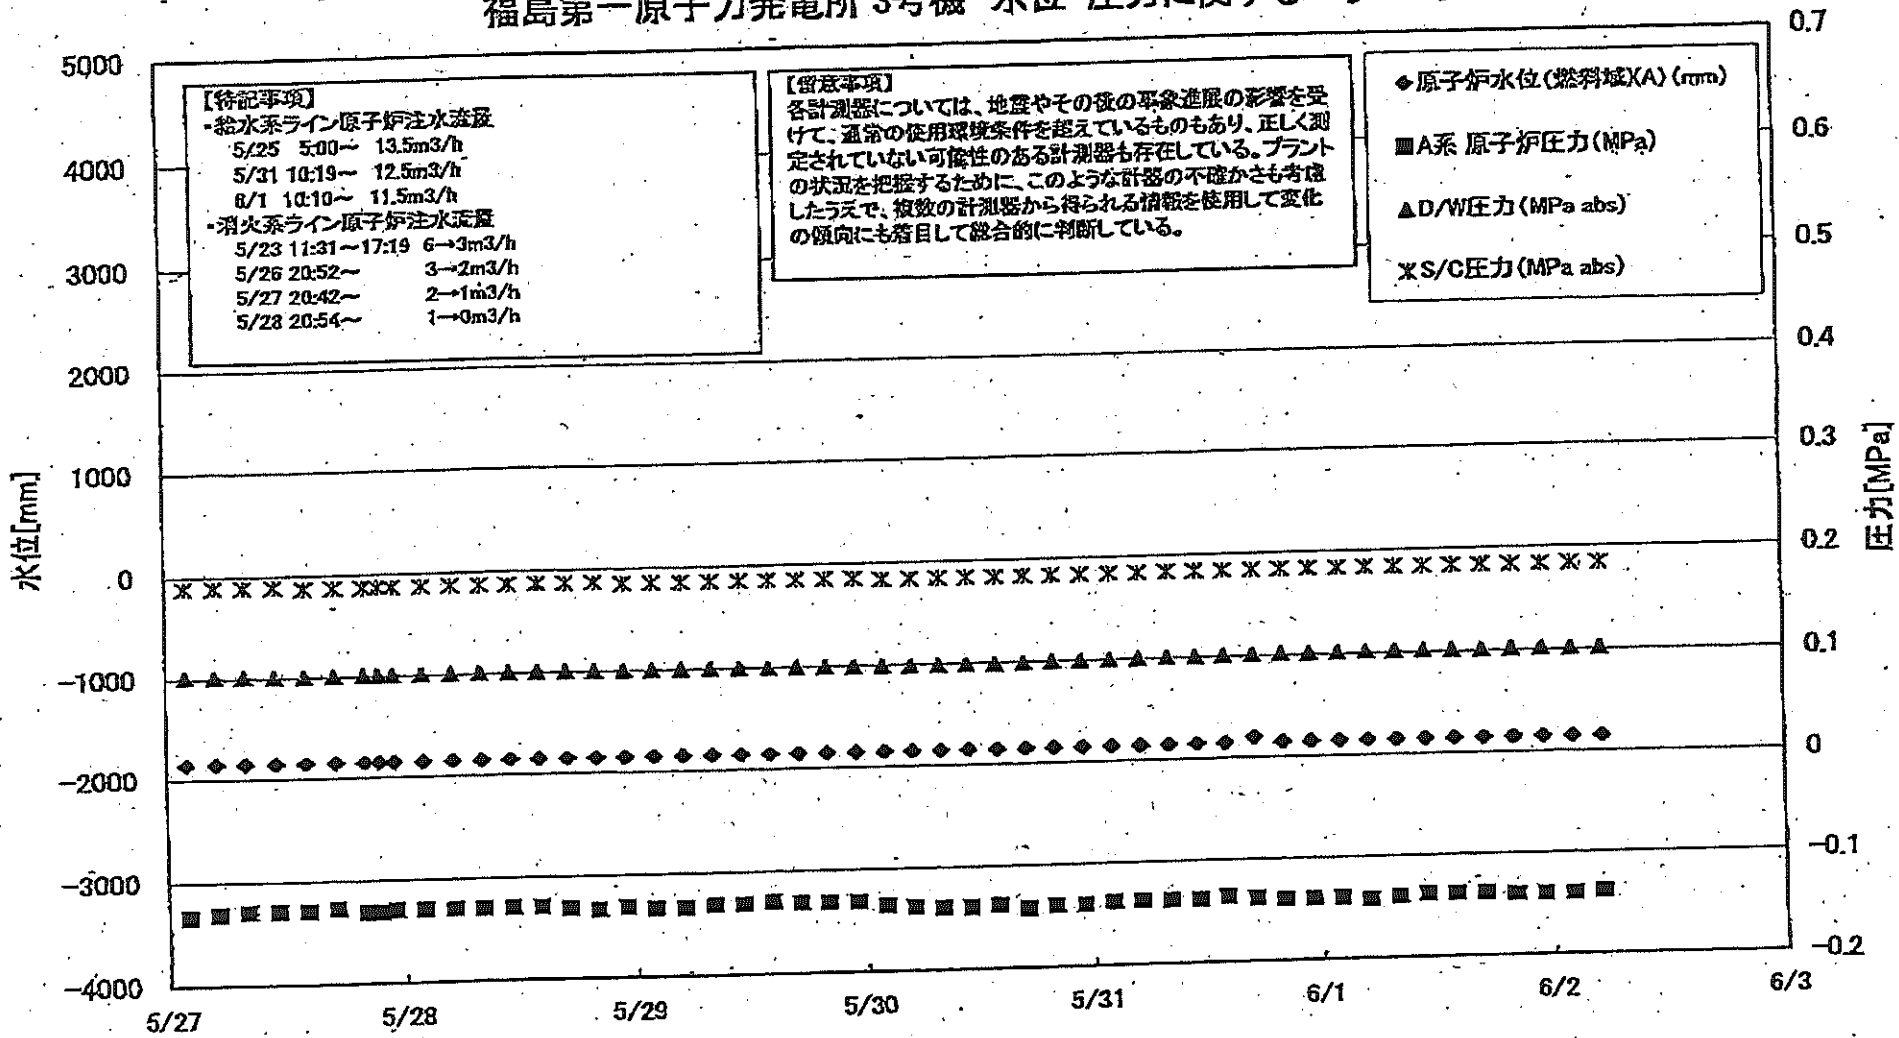 福島第一原子力発電所 3号機 水位・圧力に関する
5000
4000
3000
2000
1000
0
-1000
-2000
-3000
-4000
水位[mm]
【特記事項】
・給水系ライン原子炉注水流量
5/25 5:00～ 13.5m3/h
5/31 10:19～ 12.5m3/h
6/1 10:10～ 11.5m3/h
・消火系ライン原子炉注水流量
5/23 11:31～17:19 6→3m3/h
5/26 20:52～ 3→2m3/h
5/27 20:42～ 2→1m3/h
5/28 20:54～ 1→0m3/h
【留意事項】
各計測器については、地震やその後の事象進展の影響を受
けて、通常の使用環境条件を超えているものもあり、正しく測
定されていない可能性のある計測器も存在している。プラント
の状況を把握するために、このような計器の不確かさも考慮
したうえで、複数の計測器から得られる情報を使用して変化
の傾向にも着目して総合的に判断している。
◆原子炉水位(燃料域)(A)(mm)
■A系 原子炉圧力(MPa)
▲D/W圧力(MPa abs)
S/C圧力(MPa abs)
0.7
0.6
0.5
0.4
0.3
0.2
0.1
0
-0.1
-0.2
圧力[MPa]
5/27
5/28
5/29
5/30
5/31
6/1
6/2
6/3